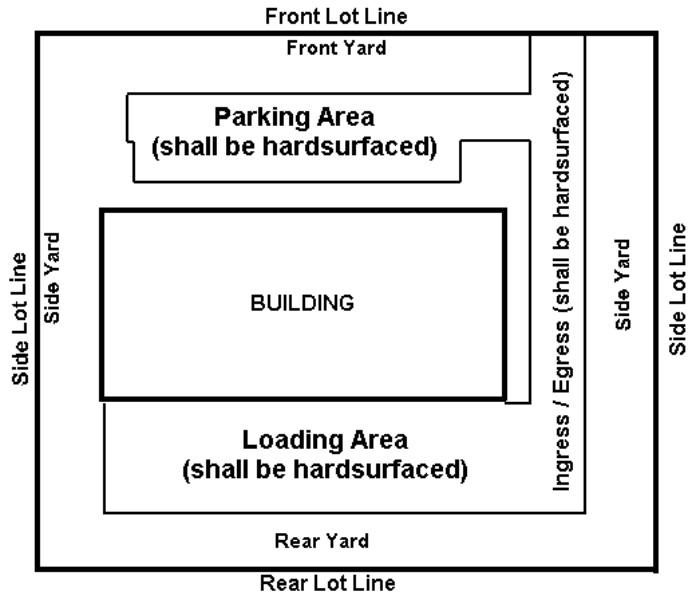 Front Lot Line
Front Yard
Parking Area
(shall be hardsurfaced)
Ingress / Egress (shall be hardsurfaced)
Side Lot Line
Side Yard
BUILDING
Side Yard
Side Lot Line
Loading Area
(shall be hardsurfaced)
Rear Yard
Rear Lot Line